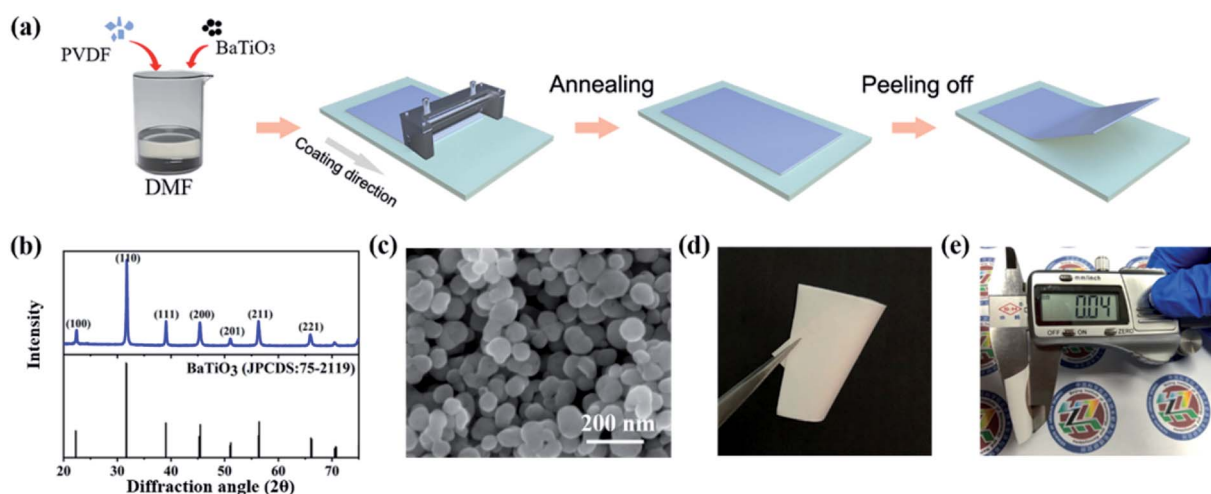 (a)
PVDF
BaTiO3
DMF
Coating direction
Annealing
Peeling off
(b)
Intensity
(100)
(110)
(111)
(200)
(201)
(211)
(221)
BaTiO3 (JPCDS:75-2119)
20 30 40 50 60 70
Diffraction angle (2θ)
(c)
200 nm
(d)
(e)
mm/inch
0.04
OFF ON ZERO